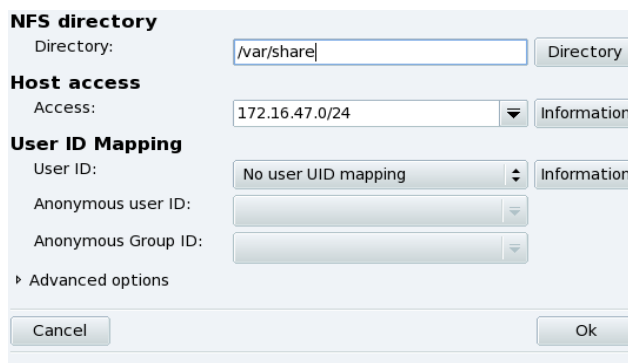 NFS directory
Directory: /var/share Directory
Host access
Access: 172.16.47.0/24 Information
User ID Mapping
User ID: No user UID mapping Information
Anonymous user ID:
Anonymous Group ID:
Advanced options
Cancel Ok